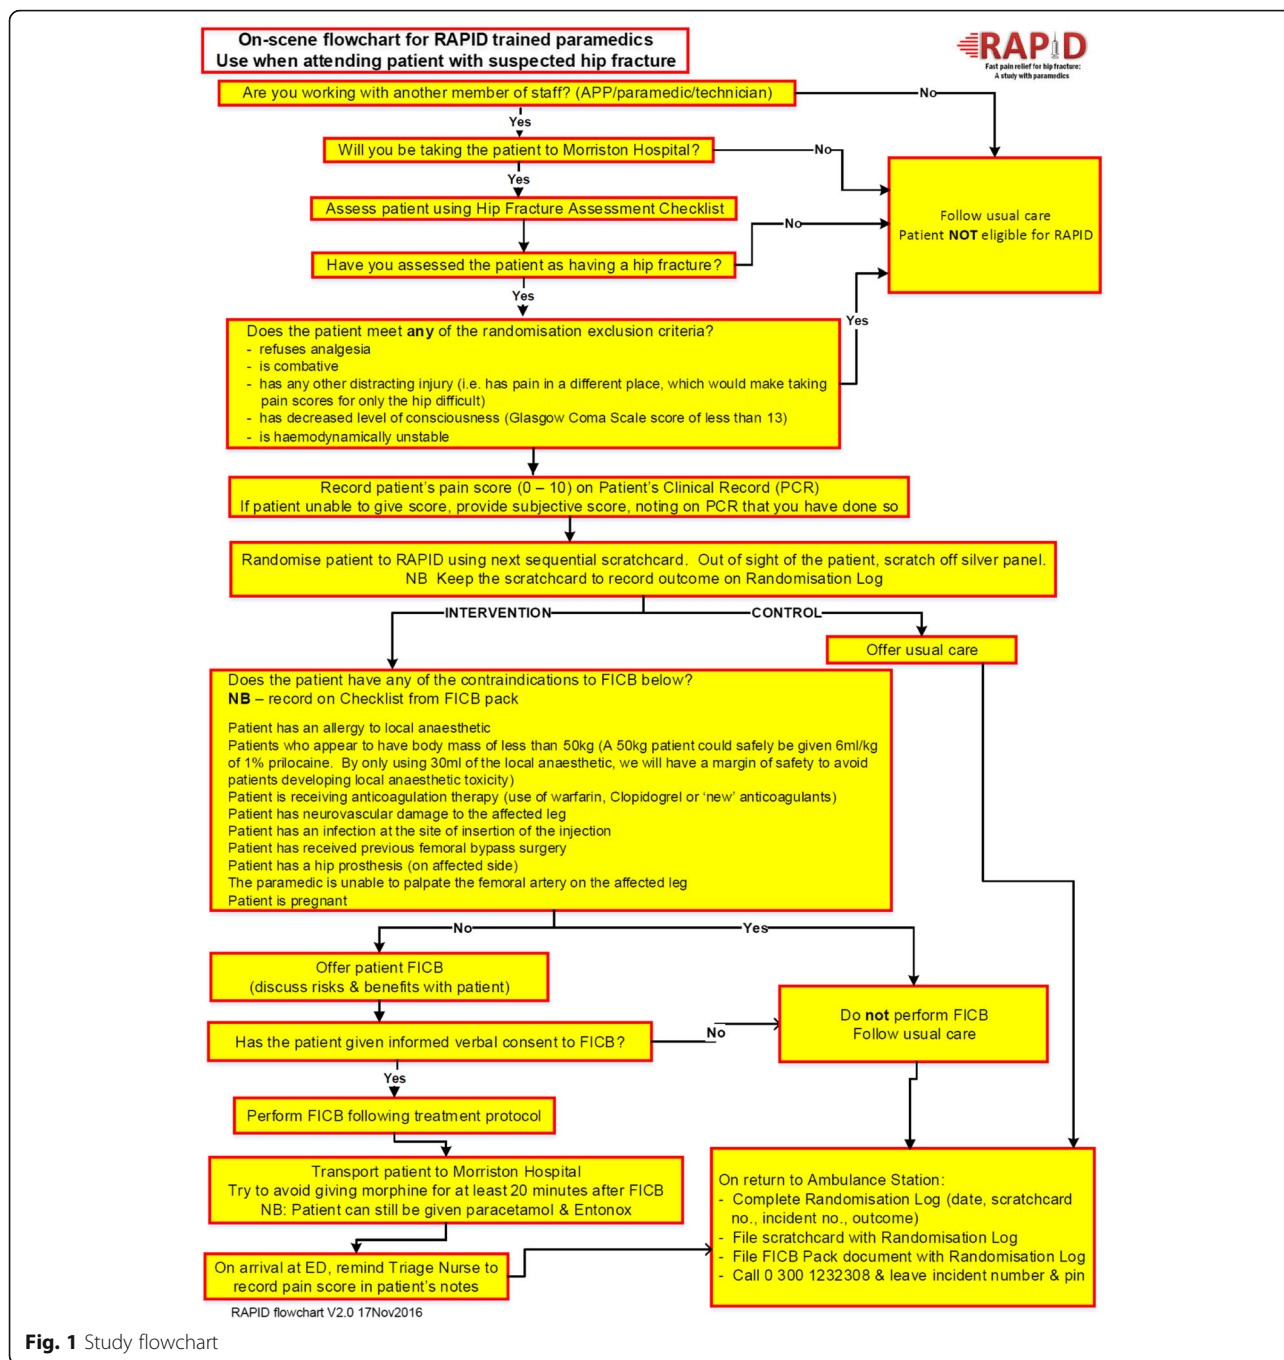 On-scene flowchart for RAPID trained paramedics
Use when attending patient with suspected hip fracture
RAPID
Fast pain relief for hip fracture:
A study with paramedics
Are you working with another member of staff? (APP/paramedic/technician)
No
Yes
Will you be taking the patient to Morriston Hospital?
No
Yes
Assess patient using Hip Fracture Assessment Checklist
No
Follow usual care
Patient NOT eligible for RAPID
Have you assessed the patient as having a hip fracture?
Yes
Does the patient meet any of the randomisation exclusion criteria?
- refuses analgesia
- is combative
- has any other distracting injury (i.e. has pain in a different place, which would make taking
pain scores for only the hip difficult)
- has decreased level of consciousness (Glasgow Coma Scale score of less than 13)
- is haemodynamically unstable
Yes
Record patient's pain score (0 – 10) on Patient's Clinical Record (PCR)
If patient unable to give score, provide subjective score, noting on PCR that you have done so
Randomise patient to RAPID using next sequential scratchcard. Out of sight of the patient, scratch off silver panel.
NB Keep the scratchcard to record outcome on Randomisation Log
INTERVENTION
CONTROL
Offer usual care
Does the patient have any of the contraindications to FICB below?
NB – record on Checklist from FICB pack
Patient has an allergy to local anaesthetic
Patients who appear to have body mass of less than 50kg (A 50kg patient could safely be given 6ml/kg
of 1% prilocaine. By only using 30ml of the local anaesthetic, we will have a margin of safety to avoid
patients developing local anaesthetic toxicity)
Patient is receiving anticoagulation therapy (use of warfarin, Clopidogrel or 'new' anticoagulants)
Patient has neurovascular damage to the affected leg
Patient has an infection at the site of insertion of the injection
Patient has received previous femoral bypass surgery
Patient has a hip prosthesis (on affected side)
The paramedic is unable to palpate the femoral artery on the affected leg
Patient is pregnant
No
Yes
Offer patient FICB
(discuss risks & benefits with patient)
Do not perform FICB
Follow usual care
Has the patient given informed verbal consent to FICB?
No
Yes
Perform FICB following treatment protocol
Transport patient to Morriston Hospital
Try to avoid giving morphine for at least 20 minutes after FICB
NB: Patient can still be given paracetamol & Entonox
On arrival at ED, remind Triage Nurse to
record pain score in patient's notes
On return to Ambulance Station:
- Complete Randomisation Log (date, scratchcard
no., incident no., outcome)
- File scratchcard with Randomisation Log
- File FICB Pack document with Randomisation Log
- Call 0 300 1232308 & leave incident number & pin
RAPID flowchart V2.0 17Nov2016
Fig. 1 Study flowchart